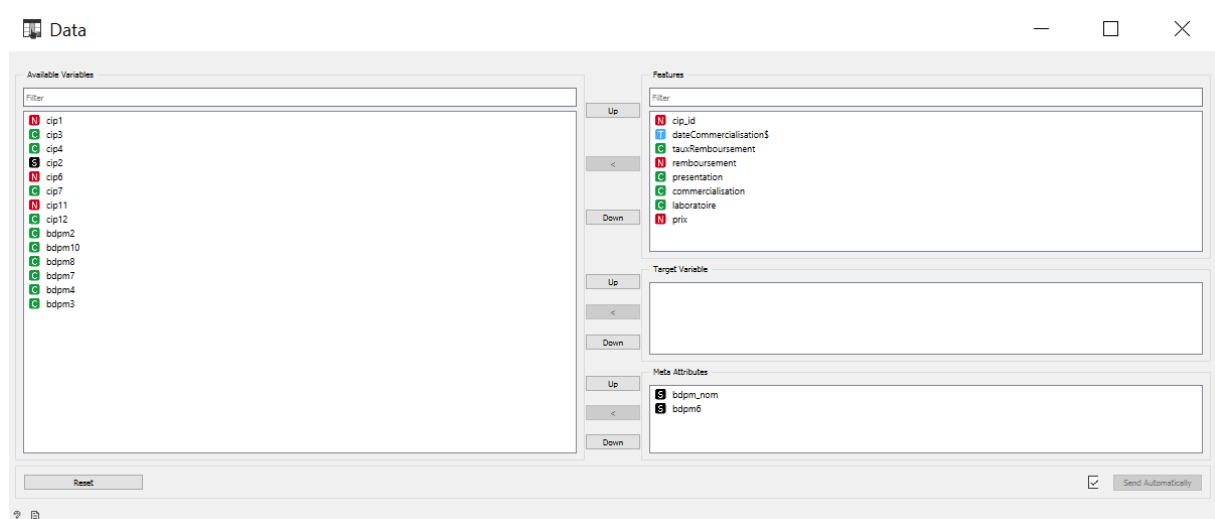 Data
Available Variables
Filter
N cip1
C cip3
C cip4
S cip2
N cip6
C cip7
N cip11
C cip12
C bdpm2
C bdpm10
C bdpm8
C bdpm7
C bdpm4
C bdpm3
Up
<
Down
Up
<
Down
Up
<
Down
Features
Filter
N cip_id
T dateCommercialisation$
C tauxRemboursement
N remboursement
C presentation
C commercialisation
C laboratoire
N prix
Target Variable
Meta Attributes
S bdpm_nom
S bdpm6
Reset
Send Automatically
?